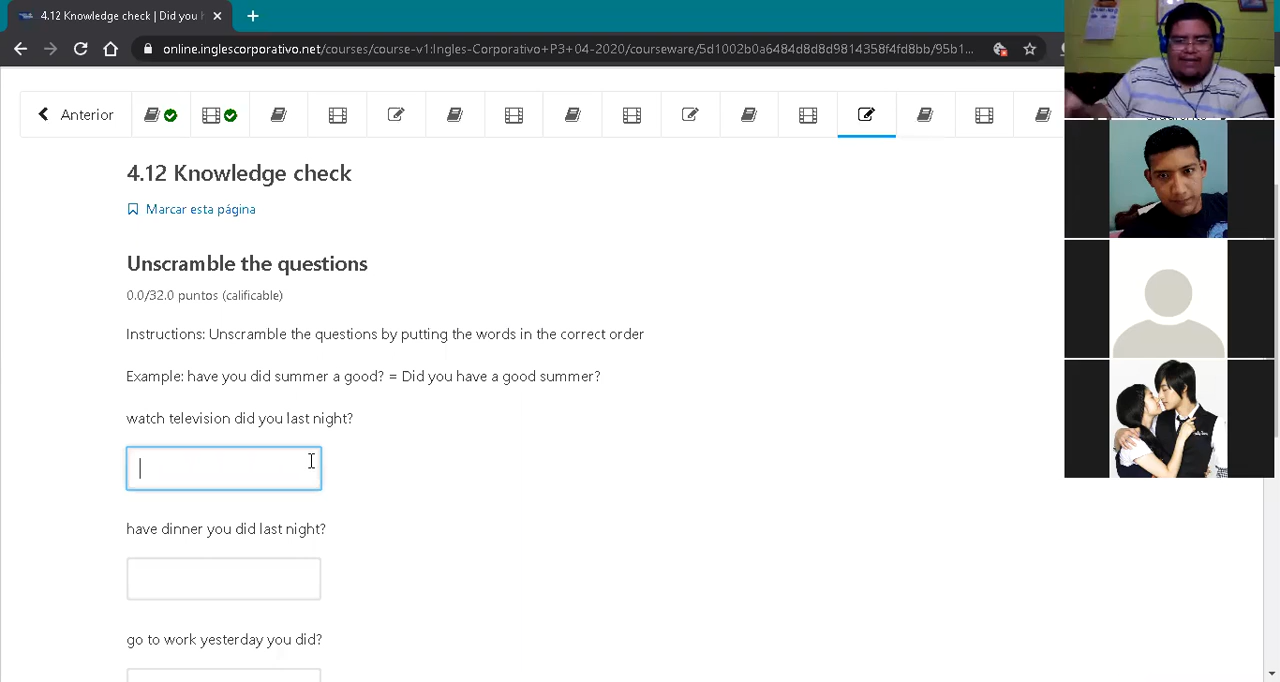 4.12 Knowledge check | Did you h
online.inglescorporativo.net/courses/course-v1:Ingles-Corporativo+P3+04-2020/courseware/5d1002b0a6484d8d8d9814358f4fd8bb/95b1...
Anterior
4.12 Knowledge check
Marcar esta página
Unscramble the questions
0.0/32.0 puntos (calificable)
Instructions: Unscramble the questions by putting the words in the correct order
Example: have you did summer a good? = Did you have a good summer?
watch television did you last night?
have dinner you did last night?
go to work yesterday you did?